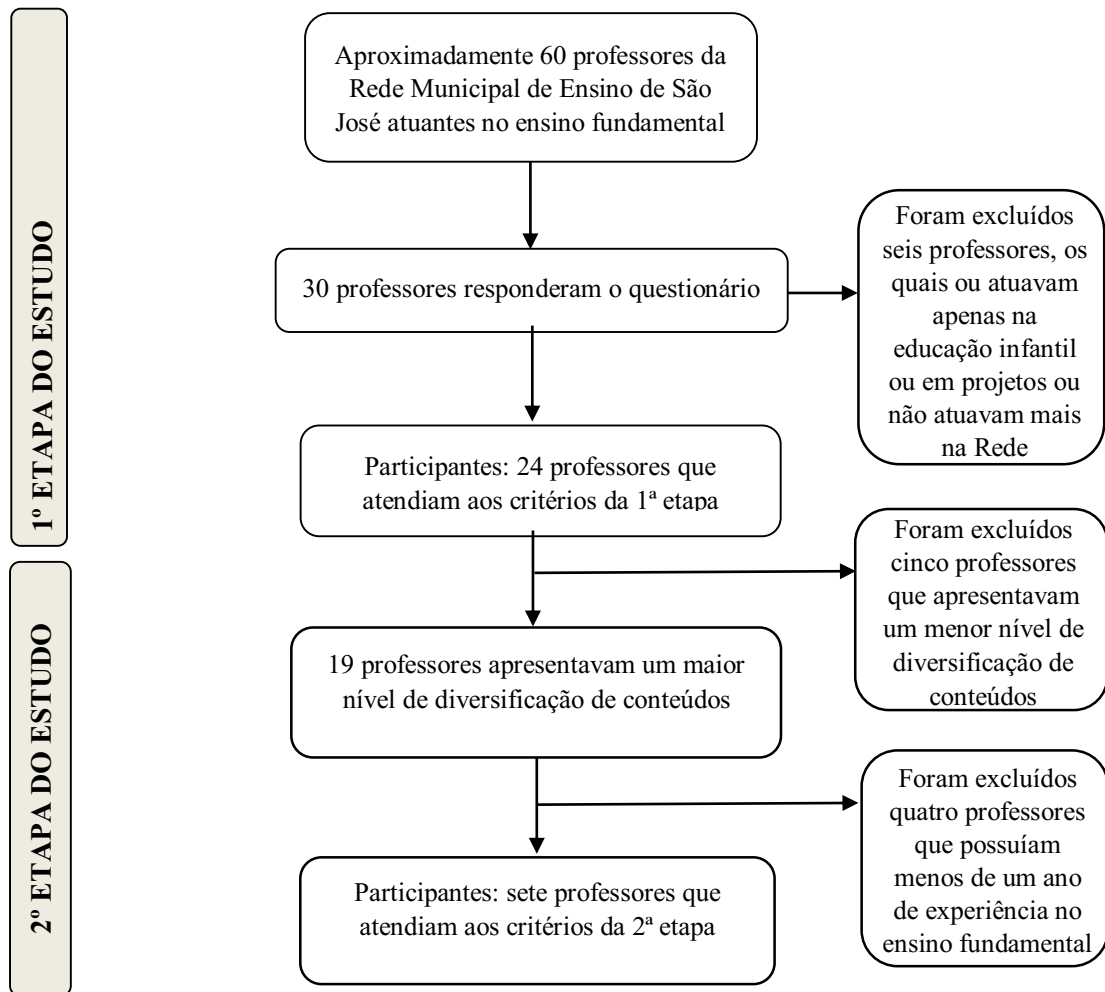 1º ETAPA DO ESTUDO
Aproximadamente 60 professores da
Rede Municipal de Ensino de São
José atuantes no ensino fundamental
30 professores responderam o questionário
Foram excluídos
seis professores, os
quais ou atuavam
apenas na
educação infantil
ou em projetos ou
não atuavam mais
na Rede
Participantes: 24 professores que
atendiam aos critérios da 1ª etapa
2º ETAPA DO ESTUDO
Foram excluídos
cinco professores
que apresentavam
um menor nível de
diversificação de
conteúdos
19 professores apresentavam um maior
nível de diversificação de conteúdos
Foram excluídos
quatro professores
que possuíam
menos de um ano
de experiência no
ensino fundamental
Participantes: sete professores que
atendiam aos critérios da 2ª etapa